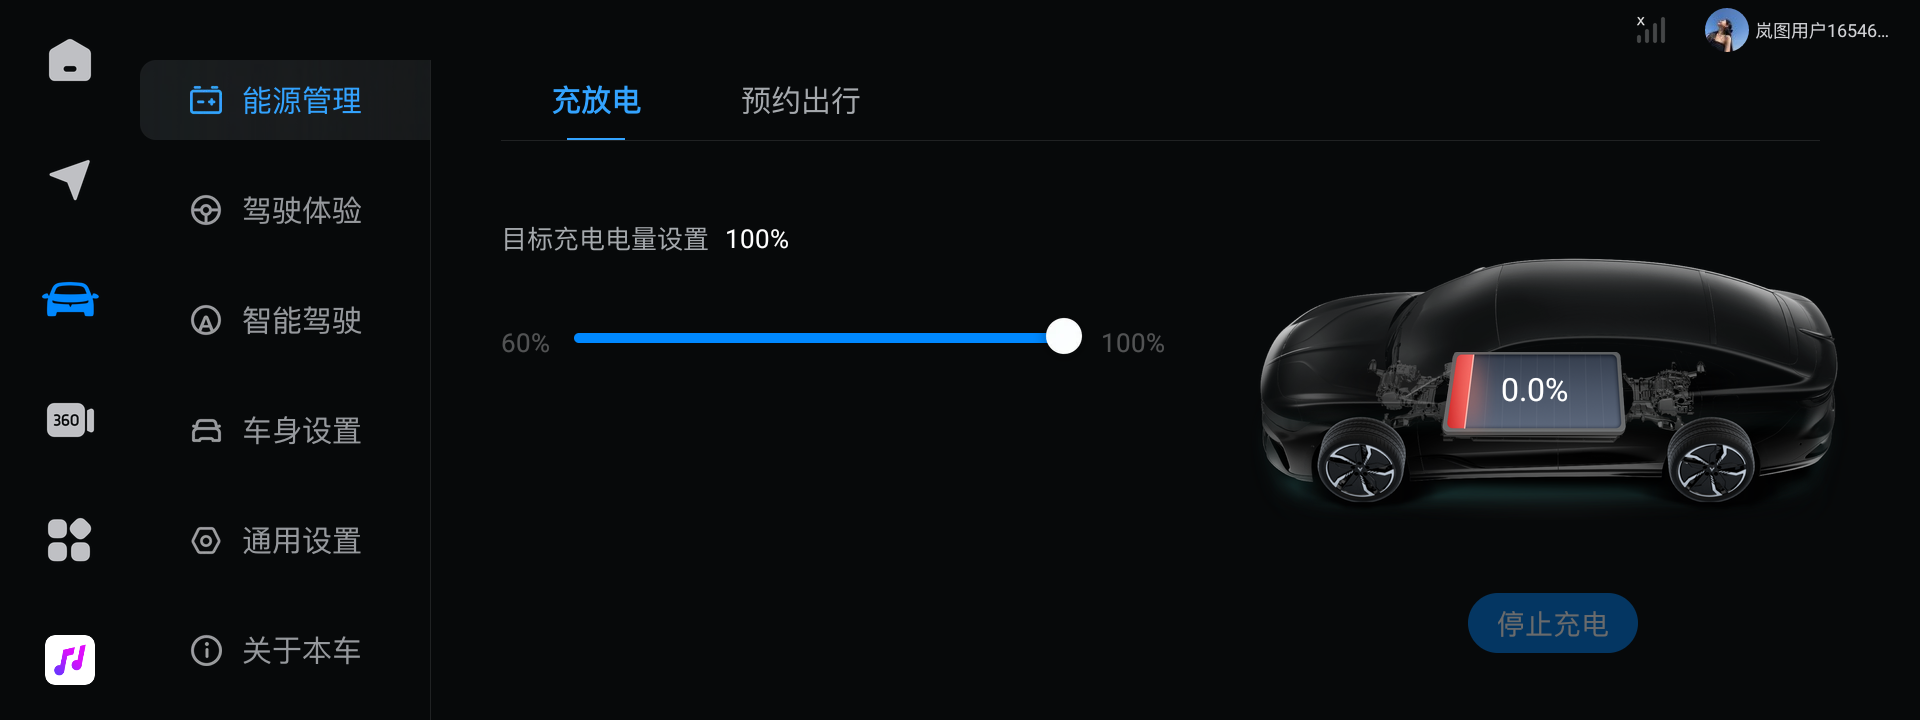 x
岚图用户16546...
能源管理
充放电
预约出行
驾驶体验
目标充电电量设置 100%
智能驾驶
60%
100%
0.0%
360
车身设置
通用设置
停止充电
关于本车